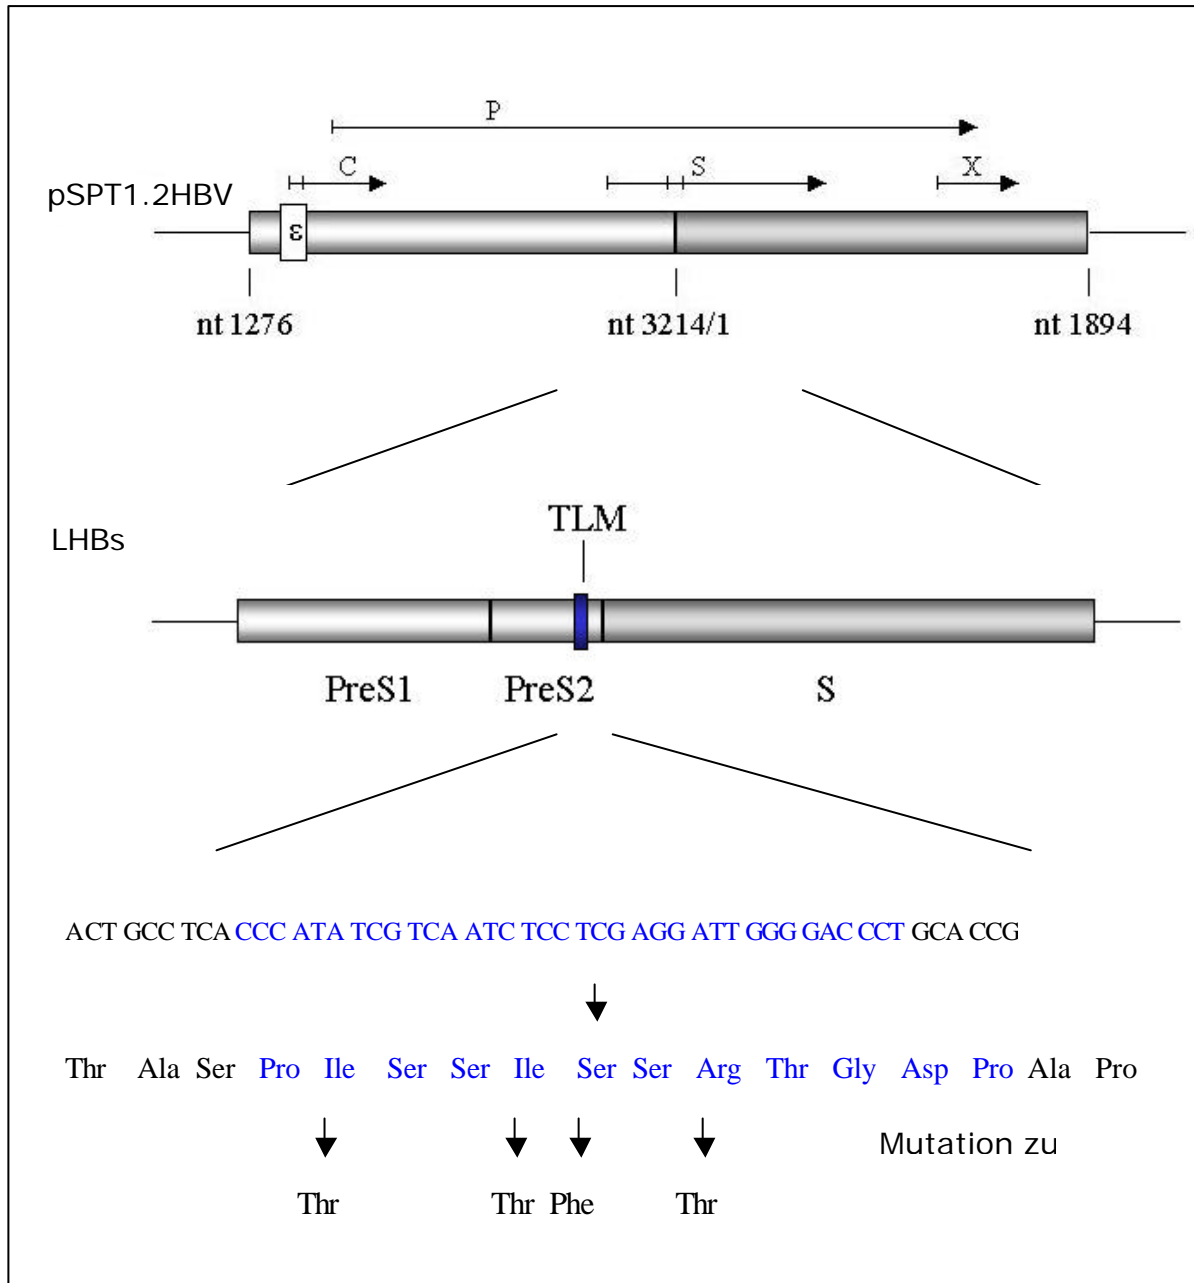 P
C S X
pSPT1.2HBV
ε
nt 1276 nt 3214/1 nt 1894
TLM
LHBs
PreS1 PreS2 S
ACT GCC TCA CCC ATA TCG TCA ATC TCC TCG AGG ATT GGG GAC CCT GCA CCG
Thr Ala Ser Pro Ile Ser Ser Ile Ser Ser Arg Thr Gly Asp Pro Ala Pro
Mutation zu
Thr Thr Phe Thr